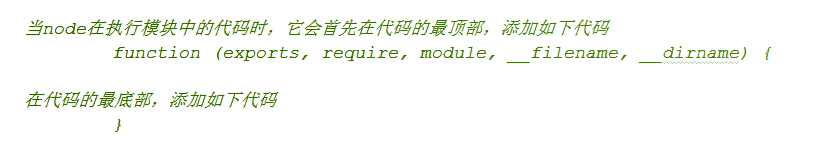 当node在执行模块中的代码时，它会首先在代码的最顶部，添加如下代码
function (exports, require, module, __filename, __dirname) {
在代码的最底部，添加如下代码
}